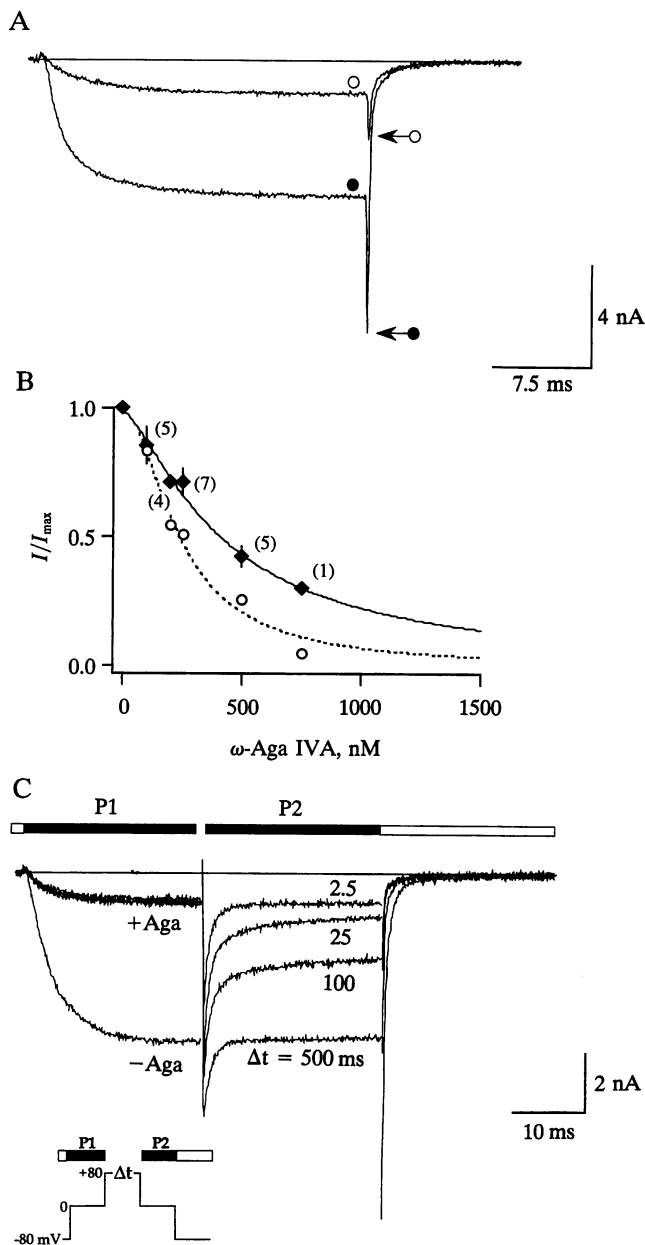 A
4 nA
7.5 ms
B
1.0
(5)
(7)
(4)
0.5
(5)
(1)
I/Imax
0.0
0
500
1000
1500
ω-Aga IVA, nM
C
P1
P2
2.5
+Aga
25
100
−Aga
Δt = 500 ms
2 nA
10 ms
P1
P2
+80
Δt
0
-80 mV